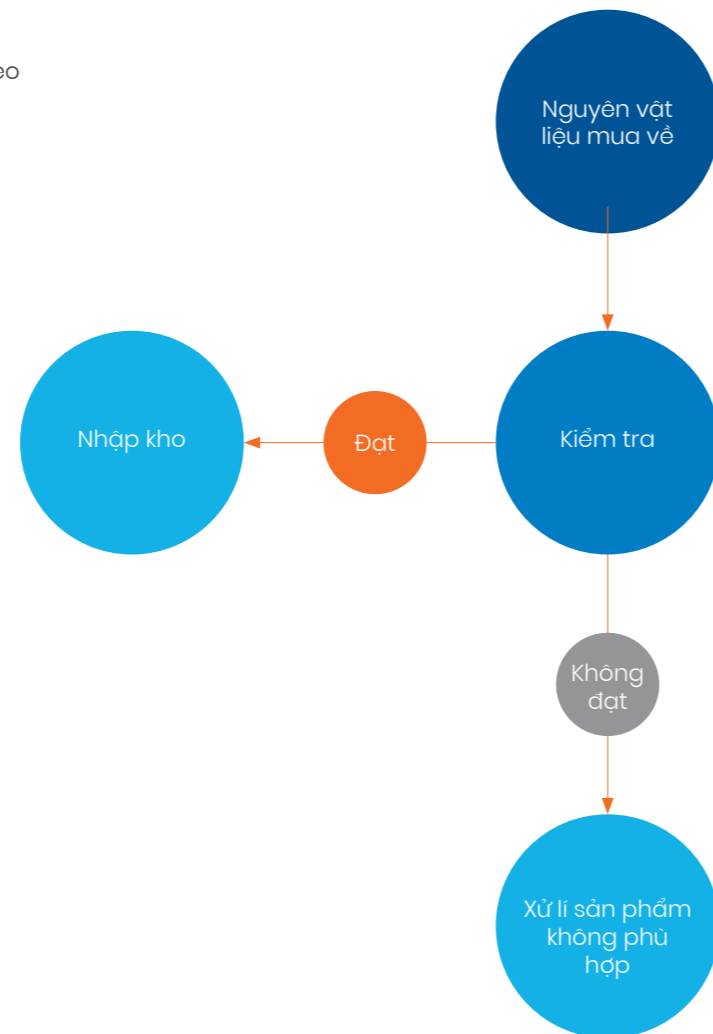 eo
Nguyên vật
liệu mua về
Nhập kho
Đạt
Kiểm tra
Không
đạt
Xử lí sản phẩm
không phù
hợp